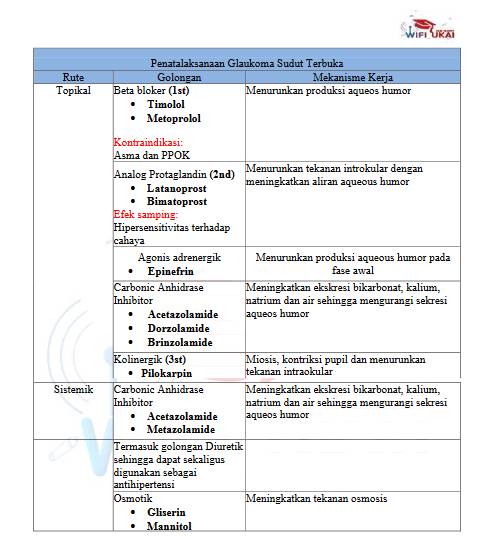 WIFI UKAI
Penatalaksanaan Glaukoma Sudut Terbuka
Rute
Golongan
Mekanisme Kerja
Topikal
Beta bloker (1st)
• Timolol
• Metoprolol
Kontraindikasi:
Asma dan PPOK
Menurunkan produksi aqueos humor
Analog Protaglandin (2nd)
• Latanoprost
• Bimatoprost
Efek samping:
Hipersensitivitas terhadap
cahaya
Menurunkan tekanan introkular dengan
meningkatkan aliran aqueous humor
Agonis adrenergik
• Epinefrin
Menurunkan produksi aqueous humor pada
fase awal
Carbonic Anhidrase
Inhibitor
• Acetazolamide
• Dorzolamide
• Brinzolamide
Meningkatkan ekskresi bikarbonat, kalium,
natrium dan air sehingga mengurangi sekresi
aqueos humor
Kolinergik (3st)
• Pilokarpin
Miosis, kontriksi pupil dan menurunkan
tekanan intraokular
Sistemik
Carbonic Anhidrase
Inhibitor
• Acetazolamide
• Metazolamide
Meningkatkan ekskresi bikarbonat, kalium,
natrium dan air sehingga mengurangi sekresi
aqueos humor
Termasuk golongan Diuretik
sehingga dapat sekaligus
digunakan sebagai
antihipertensi
Osmotik
• Gliserin
• Mannitol
Meningkatkan tekanan osmosis